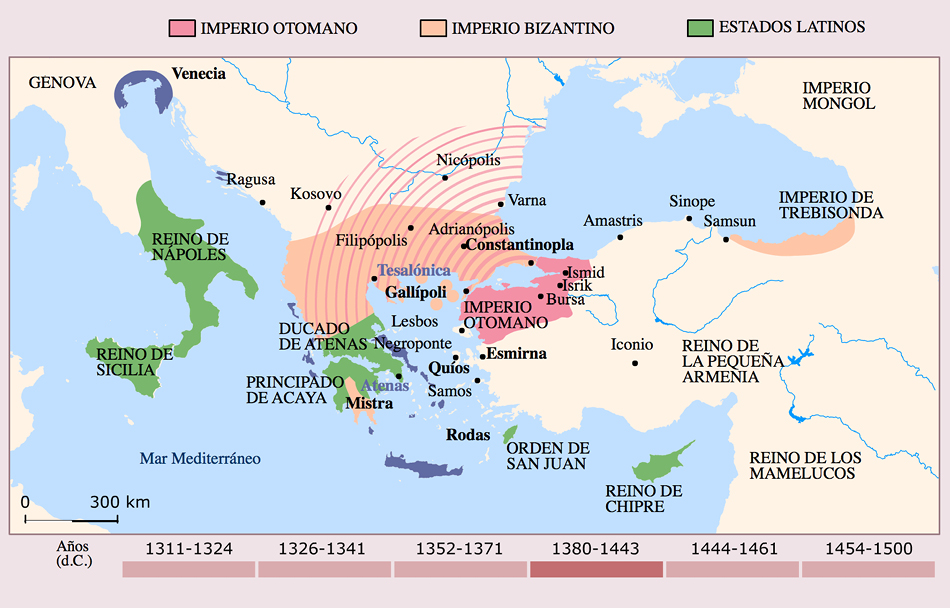 IMPERIO OTOMANO
IMPERIO BIZANTINO
ESTADOS LATINOS
GENOVA
Venecia
IMPERIO
MONGOL
Nicópolis
Ragusa
Kosovo
Varna
Sinope
IMPERIO DE
TREBISONDA
Amastris
Samsun
Filipópolis
Adrianópolis
Constantinopla
REINO DE
NÁPOLES
Tesalónica
Ismid
Isrik
Gallípoli
Bursa
IMPERIO
OTOMANO
Lesbos
DUCADO
DE ATENAS
Negroponte
REINO DE
SICILIA
Esmirna
Iconio
REINO DE
LA PEQUEÑA
ARMENIA
Quíos
PRINCIPADO
DE ACAYA
Atenas
Samos
Mistra
Rodas
ORDEN DE
SAN JUAN
Mar Mediterráneo
REINO DE LOS
MAMELUCOS
REINO DE
CHIPRE
0 300 km
Años
(d.C.)
1311-1324
1326-1341
1352-1371
1380-1443
1444-1461
1454-1500